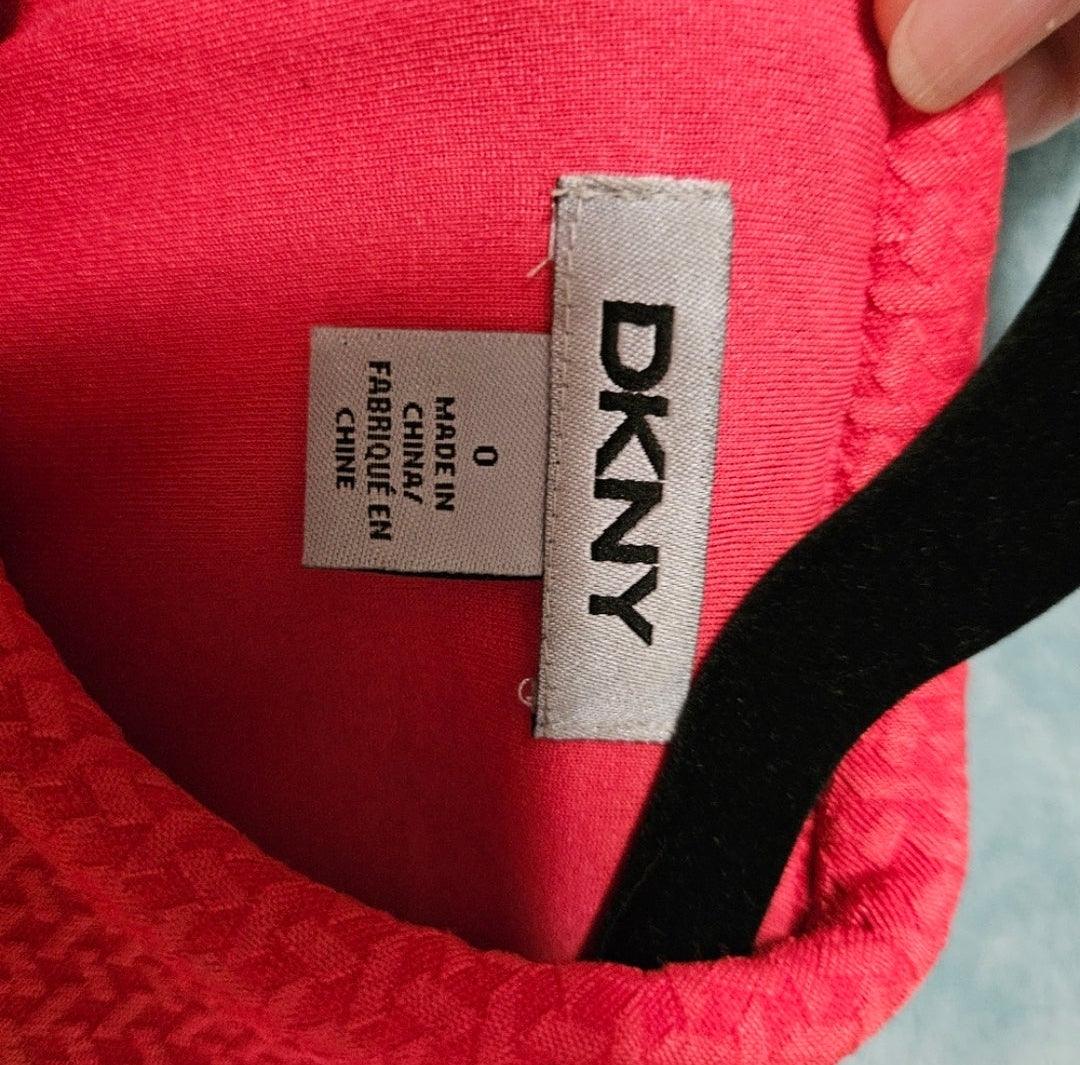 DKNY
0
MADE IN
CHINA/
FABRIQUÉ EN
CHINE